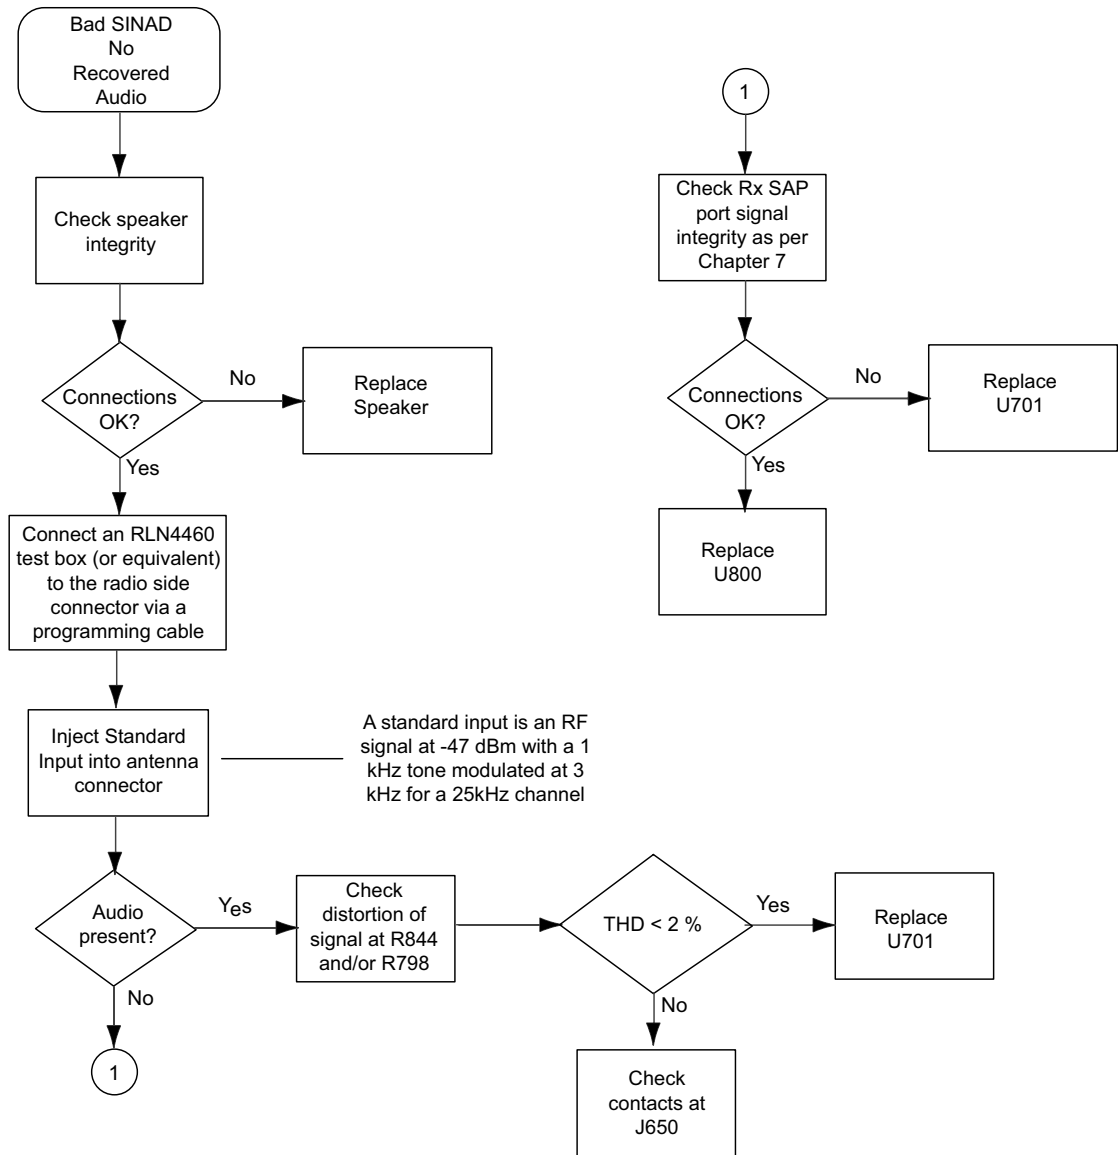 Bad SINAD
No
Recovered
Audio
Check speaker
integrity
Connections
OK?
No
Replace
Speaker
Yes
Connect an RLN4460
test box (or equivalent)
to the radio side
connector via a
programming cable
Inject Standard
Input into antenna
connector
A standard input is an RF
signal at -47 dBm with a 1
kHz tone modulated at 3
kHz for a 25kHz channel
Audio
present?
Yes
Check
distortion of
signal at R844
and/or R798
THD < 2 %
Yes
Replace
U701
No
Check
contacts at
J650
No
1
1
Check Rx SAP
port signal
integrity as per
Chapter 7
Connections
OK?
No
Replace
U701
Yes
Replace
U800